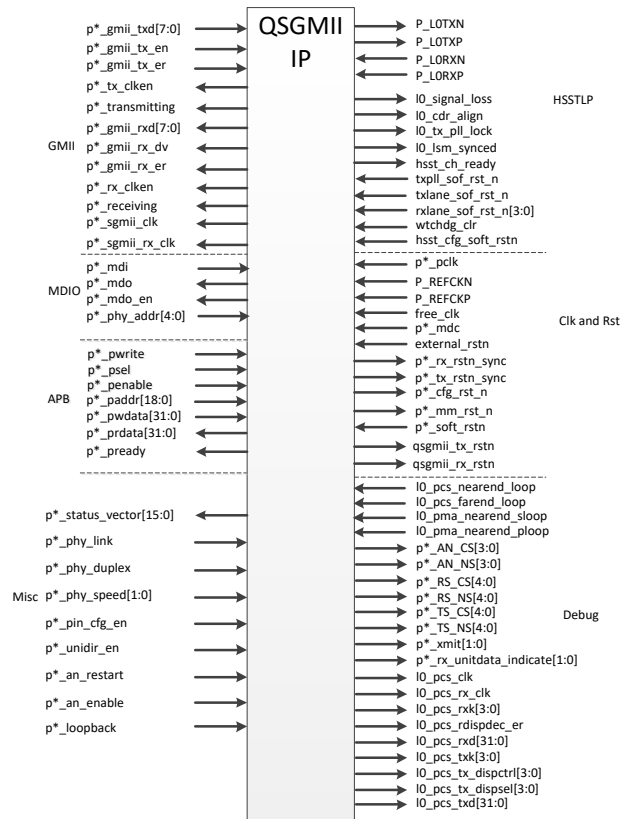 QSGMII
IP
p*_gmii_txd[7:0]
p*_gmii_tx_en
p*_gmii_tx_er
p*_tx_clken
p*_transmitting
p*_gmii_rxd[7:0]
GMII
p*_gmii_rx_dv
p*_gmii_rx_er
p*_rx_clken
p*_receiving
p*_sgmii_clk
p*_sgmii_rx_clk
p*_mdi
MDIO
p*_mdo
p*_mdo_en
p*_phy_addr[4:0]
p*_pwrite
p*_psel
p*_penable
APB
p*_paddr[18:0]
p*_pwdata[31:0]
p*_prdata[31:0]
p*_pready
p*_status_vector[15:0]
p*_phy_link
p*_phy_duplex
Misc
p*_phy_speed[1:0]
p*_pin_cfg_en
p*_unidir_en
p*_an_restart
p*_an_enable
p*_loopback
P_L0TXN
P_L0TXP
P_L0RXN
P_L0RXP
l0_signal_loss
HSSTLP
l0_cdr_align
l0_tx_pll_lock
l0_lsm_synced
hsst_ch_ready
txpll_sof_rst_n
txlane_sof_rst_n
rxlane_sof_rst_n[3:0]
wtchdg_clr
hsst_cfg_soft_rstn
p*_pclk
P_REFCKN
P_REFCKP
free_clk
Clk and Rst
p*_mdc
external_rstn
p*_rx_rstn_sync
p*_tx_rstn_sync
p*_cfg_rst_n
p*_mm_rst_n
p*_soft_rstn
qsgmii_tx_rstn
qsgmii_rx_rstn
l0_pcs_nearend_loop
l0_pcs_farend_loop
l0_pma_nearend_sloop
l0_pma_nearend_ploop
p*_AN_CS[3:0]
p*_AN_NS[3:0]
p*_RS_CS[4:0]
p*_RS_NS[4:0]
p*_TS_CS[4:0]
Debug
p*_TS_NS[4:0]
p*_xmit[1:0]
p*_rx_unitdata_indicate[1:0]
l0_pcs_clk
l0_pcs_rx_clk
l0_pcs_rxk[3:0]
l0_pcs_rdispdec_er
l0_pcs_rxd[31:0]
l0_pcs_txk[3:0]
l0_pcs_tx_dispctrl[3:0]
l0_pcs_tx_dispsel[3:0]
l0_pcs_txd[31:0]